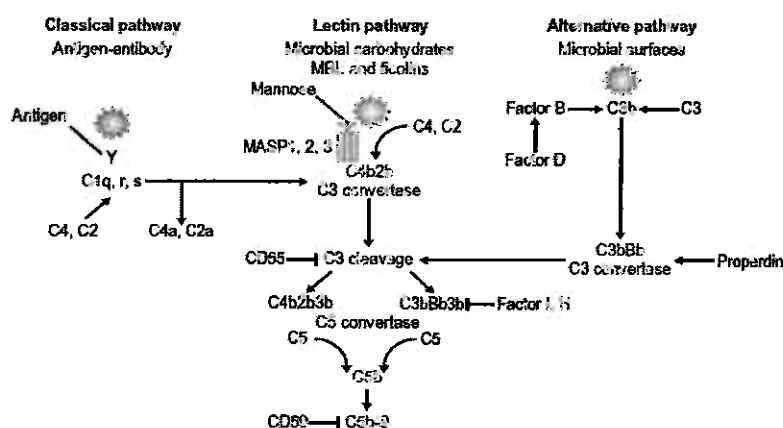 Classical pathway
Antigen-antibody
Lectin pathway
Microbial carbohydrates
MBL and ficolins
Alternative pathway
Microbial surfaces
Mannose
Antigen
Y
MASP1, 2, 3
C4, C2
Factor B
C3b
C3
Factor D
C1q, r, s
C4b2b
C3 convertase
C4, C2
C4a, C2a
CD55
C3 cleavage
C3bBb
C3 convertase
Properdin
C4b2b3b
C3bBb3b
Factor I, H
C5 convertase
C5
C5
C5b
CD59
C5b-9